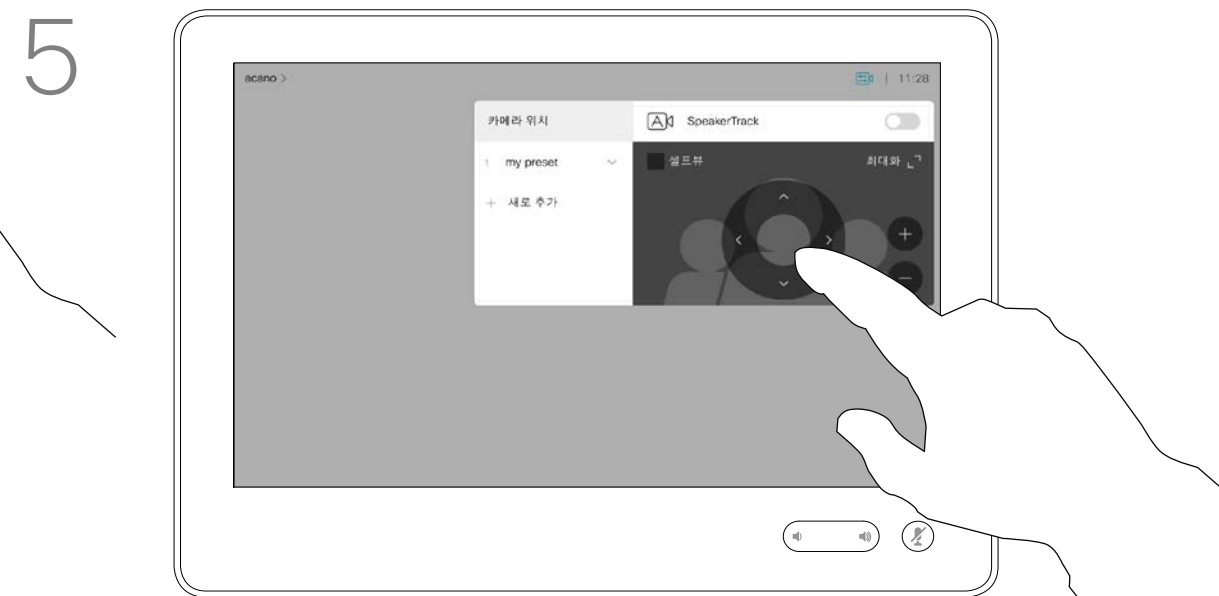 5
acano >
11:28
카메라 위치
SpeakerTrack
1 my preset
셀프뷰
최대화
+ 새로 추가